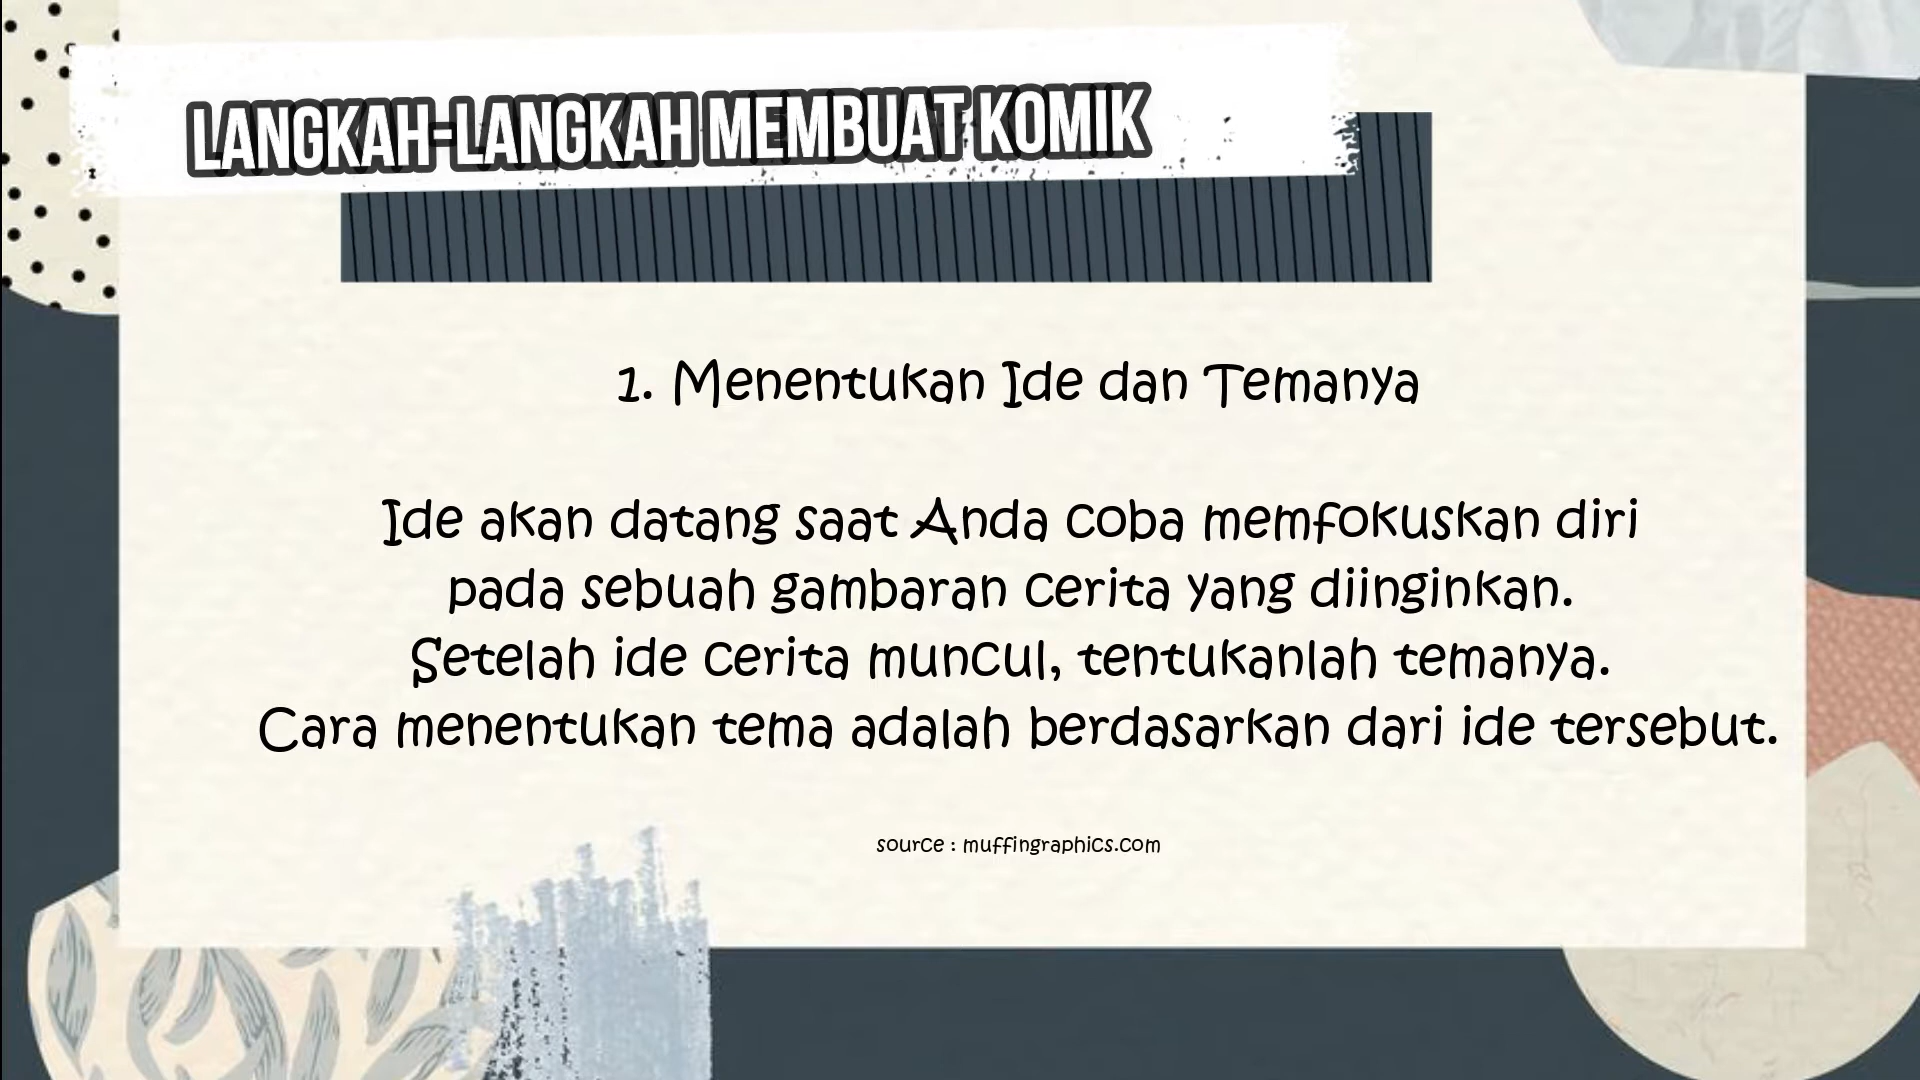 LANGKAH-LANGKAH MEMBUAT KOMIK
1. Menentukan Ide dan Temanya
Ide akan datang saat Anda coba memfokuskan diri
pada sebuah gambaran cerita yang diinginkan.
Setelah ide cerita muncul, tentukanlah temanya.
Cara menentukan tema adalah berdasarkan dari ide tersebut.
source : muffingraphics.com